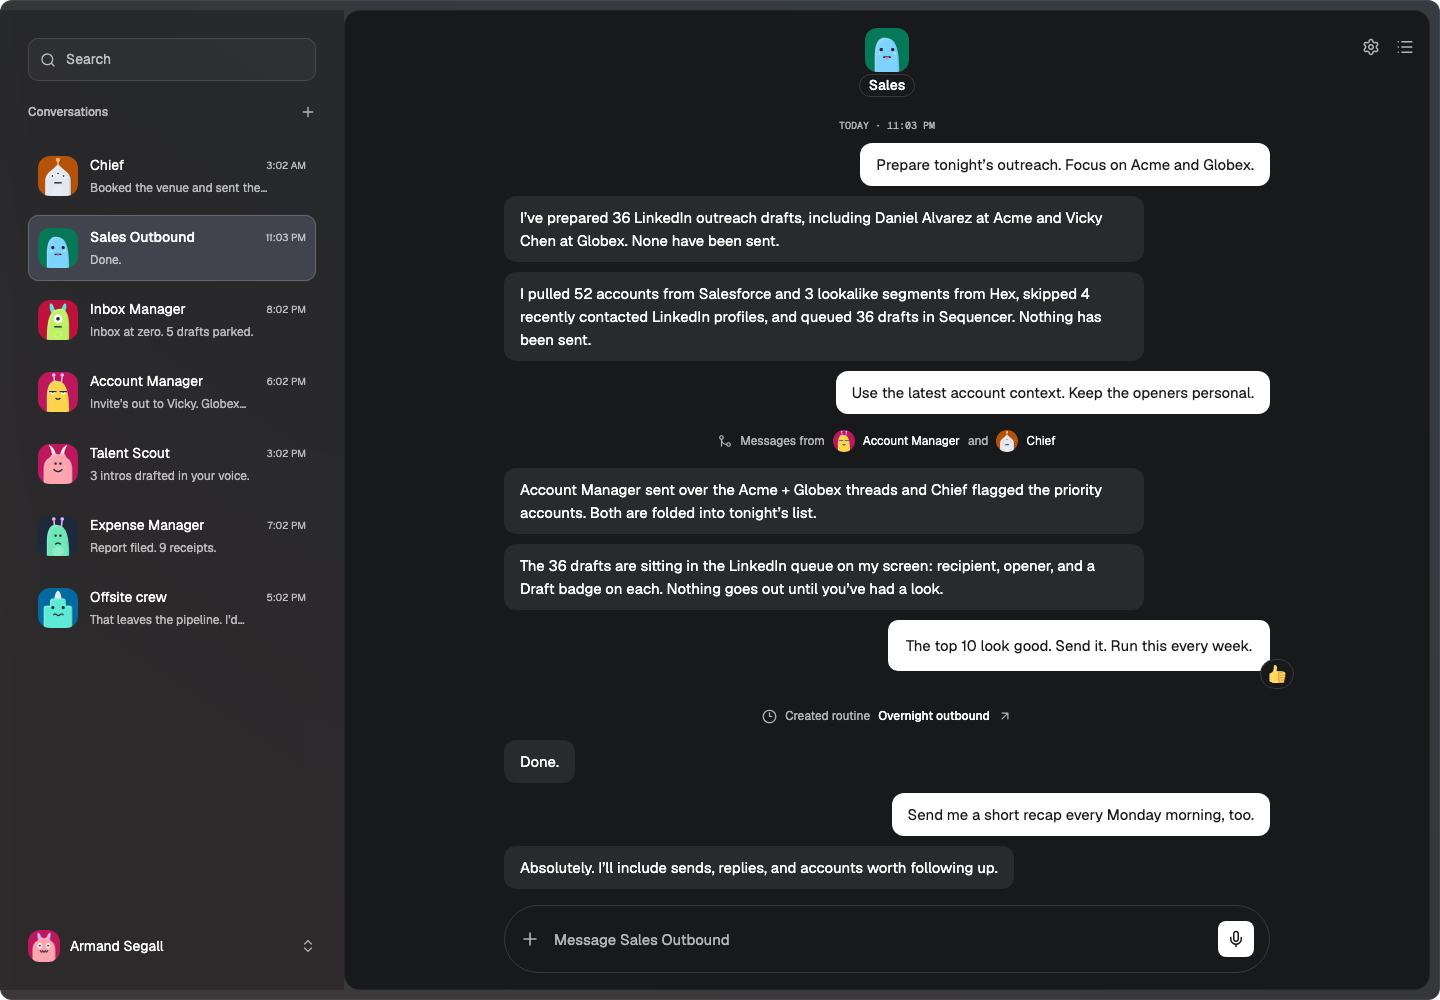 Search
Conversations
Chief
3:02 AM
Booked the venue and sent the...
Sales Outbound
11:03 PM
Done.
Inbox Manager
8:02 PM
Inbox at zero. 5 drafts parked.
Account Manager
6:02 PM
Invite's out to Vicky. Globex...
Talent Scout
3:02 PM
3 intros drafted in your voice.
Expense Manager
7:02 PM
Report filed. 9 receipts.
Offsite crew
5:02 PM
That leaves the pipeline. I'd...
Armand Segall
Sales
TODAY · 11:03 PM
Prepare tonight's outreach. Focus on Acme and Globex.
I've prepared 36 LinkedIn outreach drafts, including Daniel Alvarez at Acme and Vicky
Chen at Globex. None have been sent.
I pulled 52 accounts from Salesforce and 3 lookalike segments from Hex, skipped 4
recently contacted LinkedIn profiles, and queued 36 drafts in Sequencer. Nothing has
been sent.
Use the latest account context. Keep the openers personal.
Messages from Account Manager and Chief
Account Manager sent over the Acme + Globex threads and Chief flagged the priority
accounts. Both are folded into tonight's list.
The 36 drafts are sitting in the LinkedIn queue on my screen: recipient, opener, and a
Draft badge on each. Nothing goes out until you've had a look.
The top 10 look good. Send it. Run this every week.
Created routine Overnight outbound
Done.
Send me a short recap every Monday morning, too.
Absolutely. I'll include sends, replies, and accounts worth following up.
Message Sales Outbound